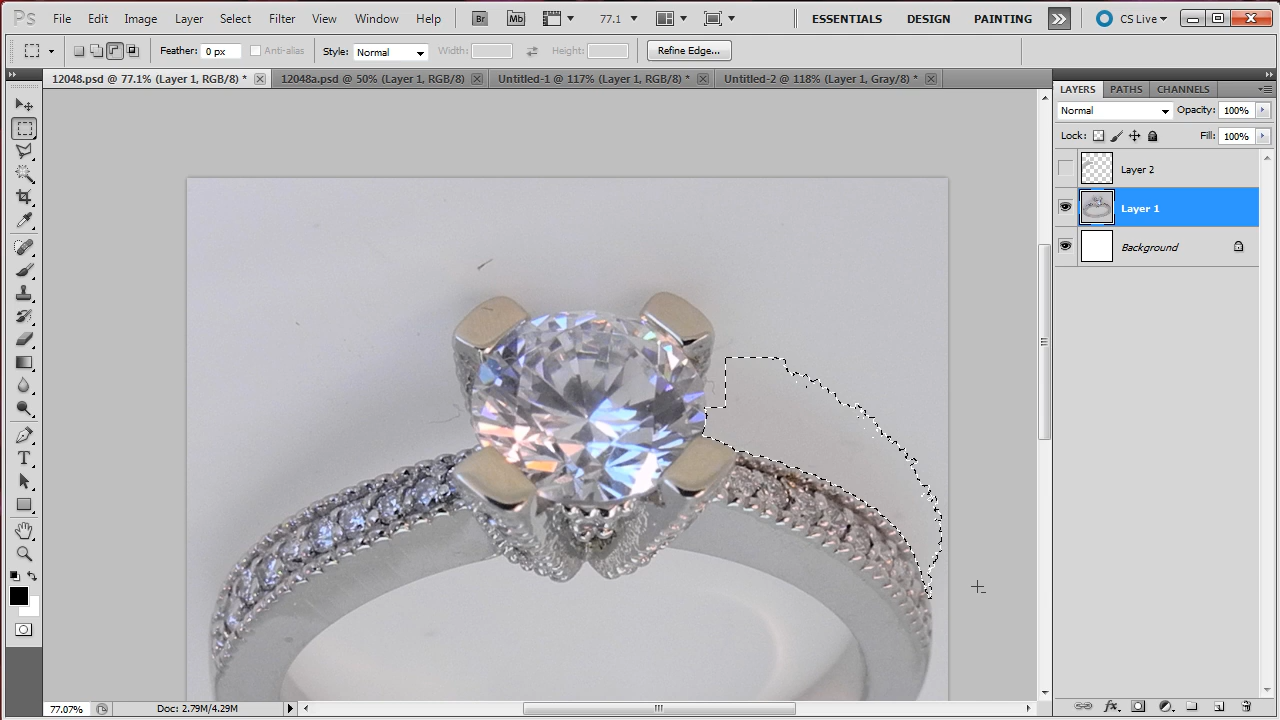 Ps File Edit Image Layer Select Filter View Window Help Br Mb 77.1 ESSENTIALS DESIGN PAINTING CS Live
Feather: 0 px Anti-alias Style: Normal Width: Height: Refine Edge...
12048.psd @ 77.1% (Layer 1, RGB/8) * 12048a.psd @ 50% (Layer 1, RGB/8) Untitled-1 @ 117% (Layer 1, RGB/8) * Untitled-2 @ 118% (Layer 1, Gray/8) *
LAYERS PATHS CHANNELS
Normal Opacity: 100%
Lock: Fill: 100%
Layer 2
Layer 1
Background
T
77.07% Doc: 2.79M/4.29M
fx